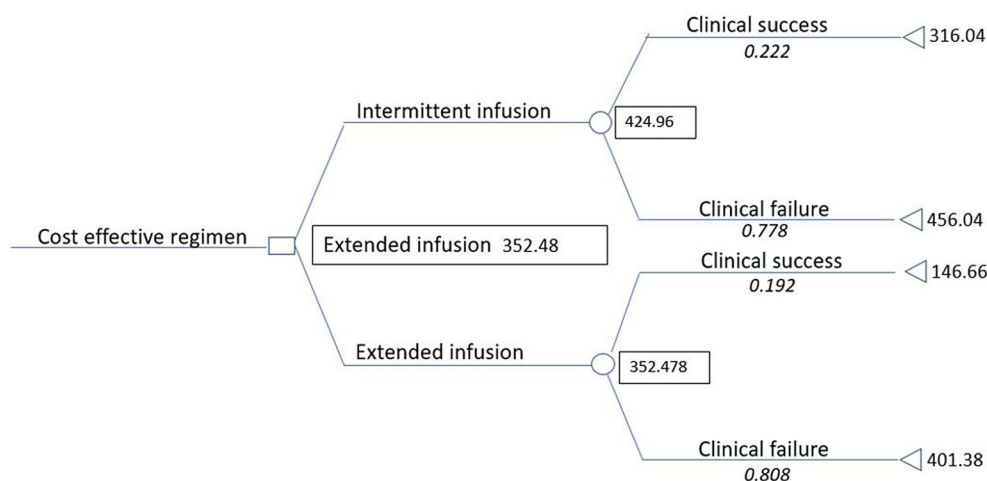 Clinical success
0.222
316.04
Intermittent infusion
424.96
Clinical failure
0.778
456.04
Cost effective regimen
Extended infusion 352.48
Clinical success
0.192
146.66
Extended infusion
352.478
Clinical failure
0.808
401.38